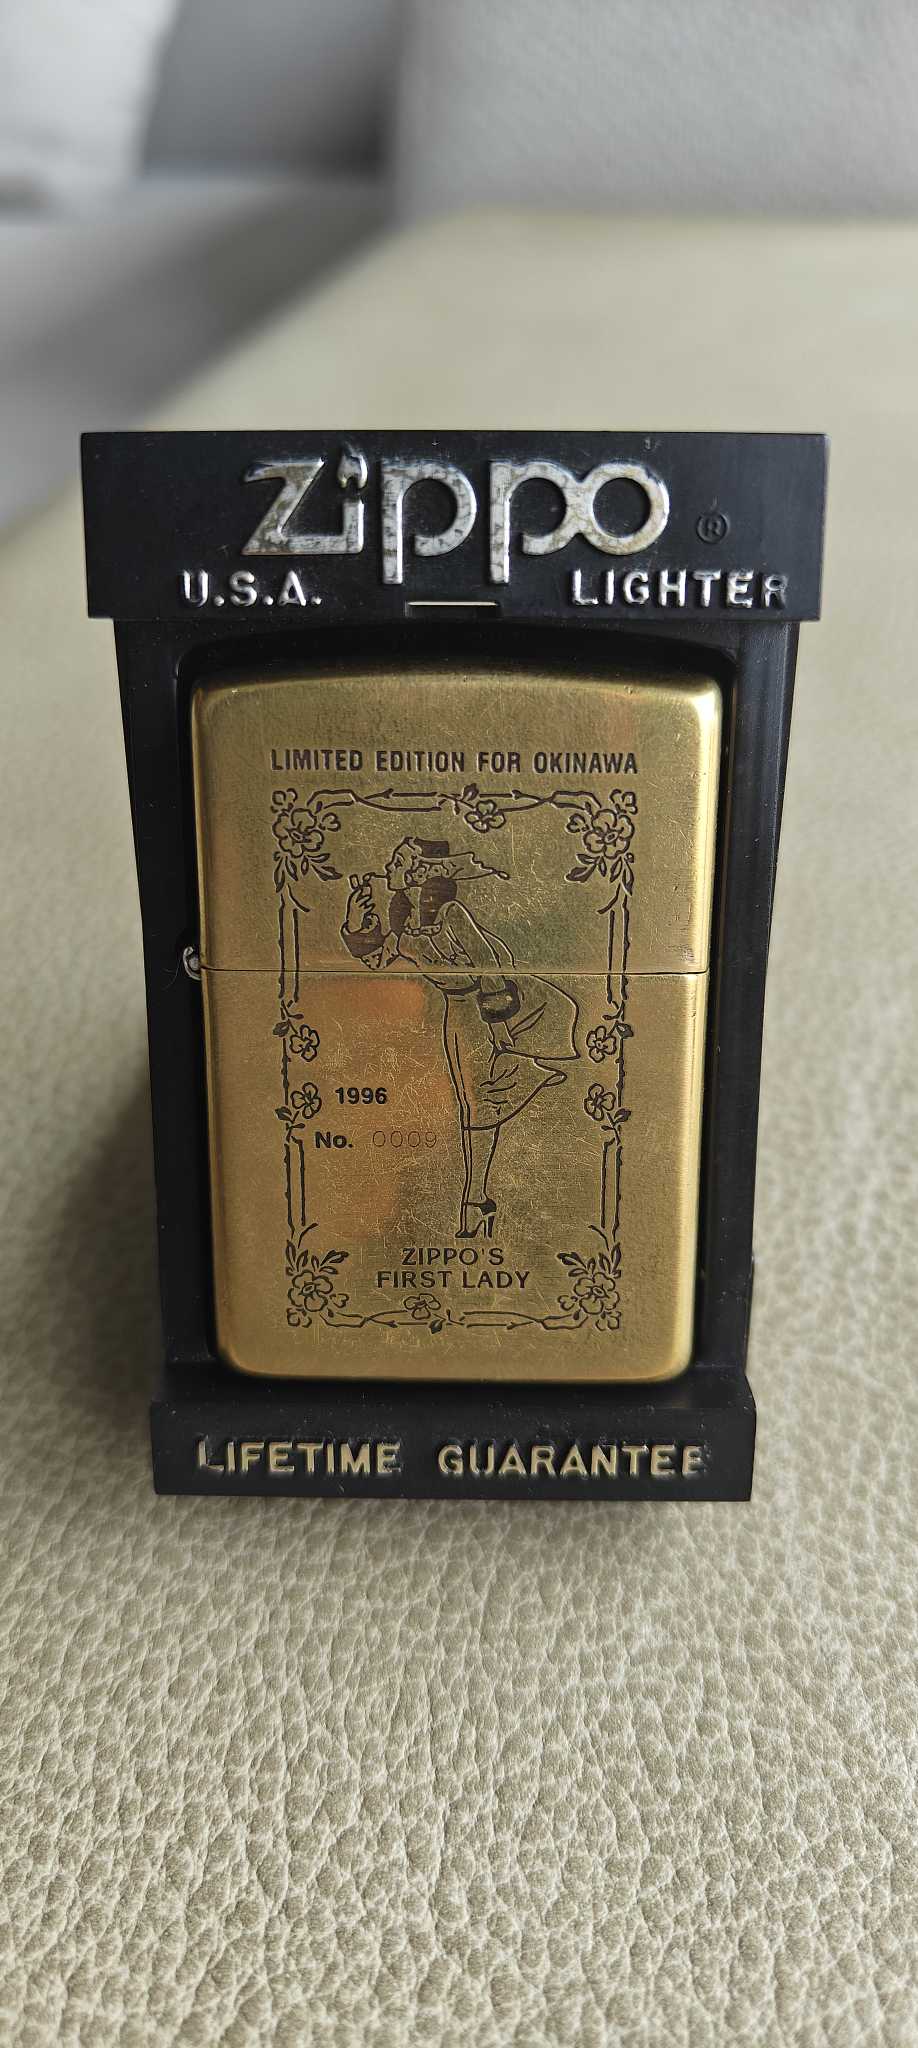 Zippo ®
U.S.A. LIGHTER
LIMITED EDITION FOR OKINAWA
1996
No. 0009
ZIPPO'S
FIRST LADY
LIFETIME GUARANTEE